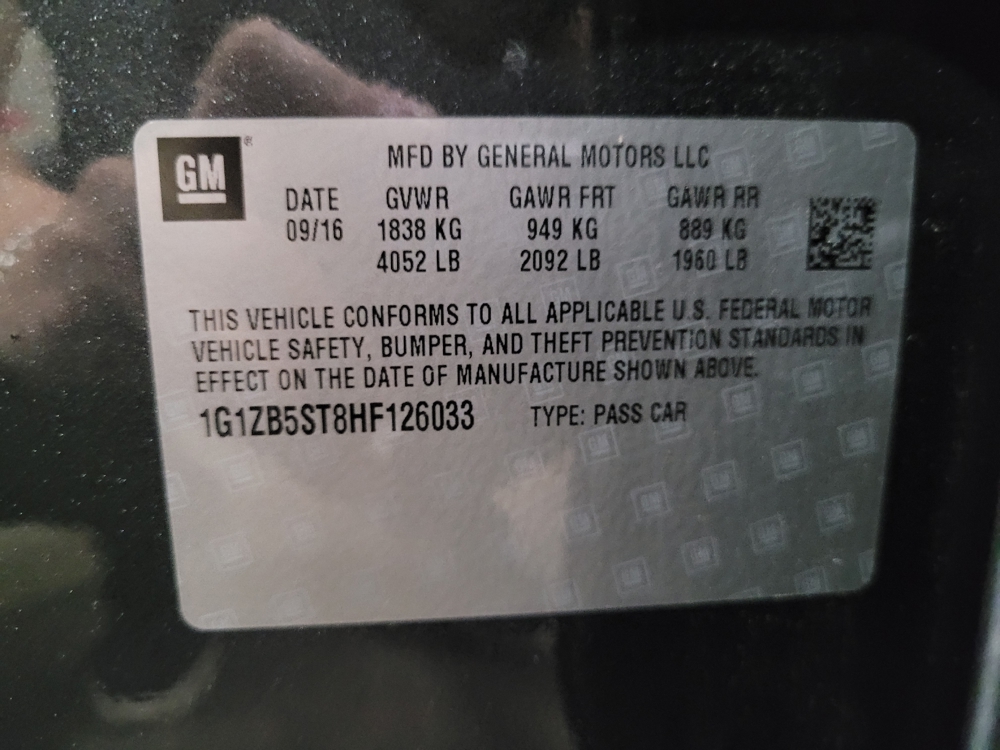 GM®
MFD BY GENERAL MOTORS LLC
DATE GVWR GAWR FRT GAWR RR
09/16 1838 KG 949 KG 889 KG
4052 LB 2092 LB 1960 LB
THIS VEHICLE CONFORMS TO ALL APPLICABLE U.S. FEDERAL MOTOR
VEHICLE SAFETY, BUMPER, AND THEFT PREVENTION STANDARDS IN
EFFECT ON THE DATE OF MANUFACTURE SHOWN ABOVE.
1G1ZB5ST8HF126033 TYPE: PASS CAR